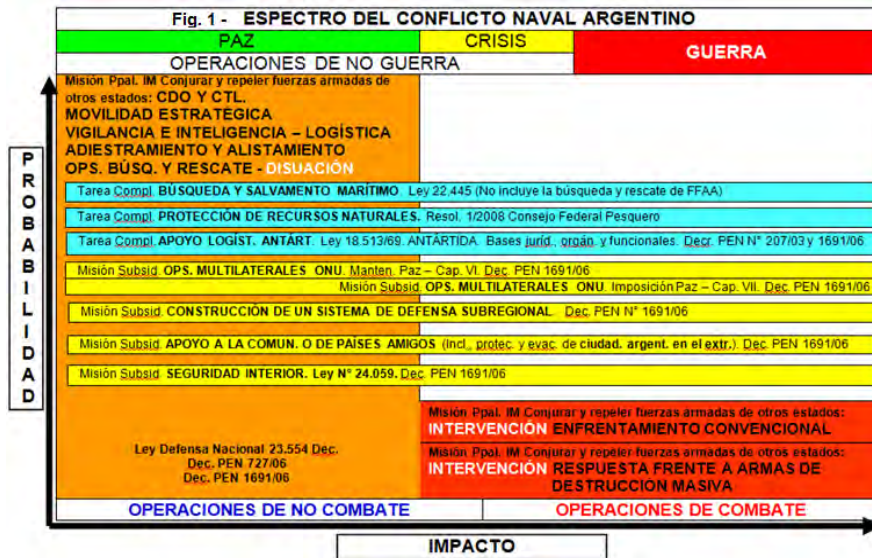 Fig. 1 - ESPECTRO DEL CONFLICTO NAVAL ARGENTINO
PAZ
CRISIS
GUERRA
OPERACIONES DE NO GUERRA
Misión Ppal. IM Conjurar y repeler fuerzas armadas de
otros estados: CDO Y CTL.
MOVILIDAD ESTRATÉGICA
VIGILANCIA E INTELIGENCIA – LOGÍSTICA
ADIESTRAMIENTO Y ALISTAMIENTO
OPS. BÚSQ. Y RESCATE - DISUACIÓN
Tarea Compl. BÚSQUEDA Y SALVAMENTO MARÍTIMO. Ley 22.445 (No incluye la búsqueda y rescate de FFAA)
Tarea Compl. PROTECCIÓN DE RECURSOS NATURALES. Resol. 1/2008 Consejo Federal Pesquero
Tarea Compl. APOYO LOGÍST. ANTÁRT. Ley 18.513/69. ANTÁRTIDA. Bases juríd., orgán. y funcionales. Decr. PEN N° 207/03 y 1691/06
Misión Subsid. OPS. MULTILATERALES ONU. Manten. Paz – Cap. VI. Dec. PEN 1691/06
Misión Subsid. OPS. MULTILATERALES ONU. Imposición Paz – Cap. VII. Dec. PEN 1691/06
Misión Subsid. CONSTRUCCIÓN DE UN SISTEMA DE DEFENSA SUBREGIONAL. Dec. PEN N° 1691/06
Misión Subsid. APOYO A LA COMUN. O DE PAÍSES AMIGOS (Incl., protec. y evac. de ciudad. argent. en el extr.). Dec. PEN 1691/06
Misión Subsid. SEGURIDAD INTERIOR. Ley N° 24.059. Dec. PEN 1691/06
Misión Ppal. IM Conjurar y repeler fuerzas armadas de otros estados:
INTERVENCIÓN ENFRENTAMIENTO CONVENCIONAL
Misión Ppal. IM Conjurar y repeler fuerzas armadas de otros estados:
INTERVENCIÓN RESPUESTA FRENTE A ARMAS DE
DESTRUCCIÓN MASIVA
Ley Defensa Nacional 23.554 Dec.
Dec. PEN 727/06
Dec. PEN 1691/06
OPERACIONES DE NO COMBATE
OPERACIONES DE COMBATE
PROBABILIDAD
IMPACTO